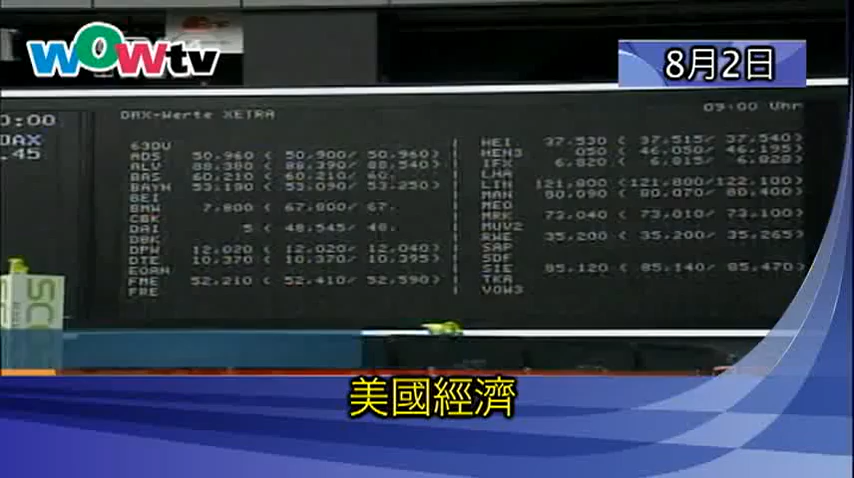 wowtv
8月2日
0:00
DAX
.45
DAX-Werte XETRA
09:00 Uhr
63DU
ADS 50,960 < 50,900/ 50,960)
ALV 88,380 < 88,390/ 88,540)
BAS 60,210 < 60,210/ 60.
BAYN 53,180 < 53,090/ 53,250)
BEI
BMW 7,800 < 67,800/ 67.
CBK
DAI 5 < 48,545/ 48.
DBK
DPW 12,020 < 12,020/ 12,040)
DTE 10,370 < 10,370/ 10,395)
EOAN
FME 52,210 < 52,410/ 52,590)
FRE
HEI 37,530 < 37,515/ 37,540)
HEN3 050 < 46,050/ 46,195)
IFX 6,820 < 6,815/ 6,828)
LHA
LIN 121,800 <121,800/122,100)
MAN 80,090 < 80,070/ 80,400)
MEO
MRK 73,040 < 73,010/ 73,100)
MUV2
RWE 35,200 < 35,200/ 35,265)
SAP
SDF
SIE 85,120 < 85,140/ 85,470)
TKA
VOW3
SCO
美國經濟